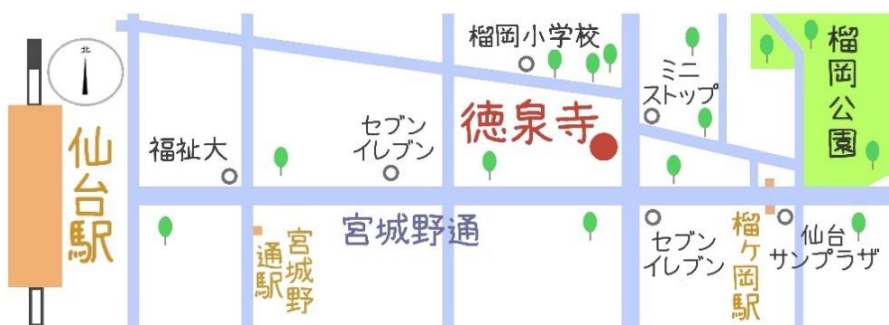 北
仙台駅
福祉大
セブン
イレブン
榴岡小学校
徳泉寺
ミニ
ストップ
榴岡公園
宮城野
通駅
宮城野通
セブン
イレブン
榴ヶ岡駅
仙台
サンプラザ